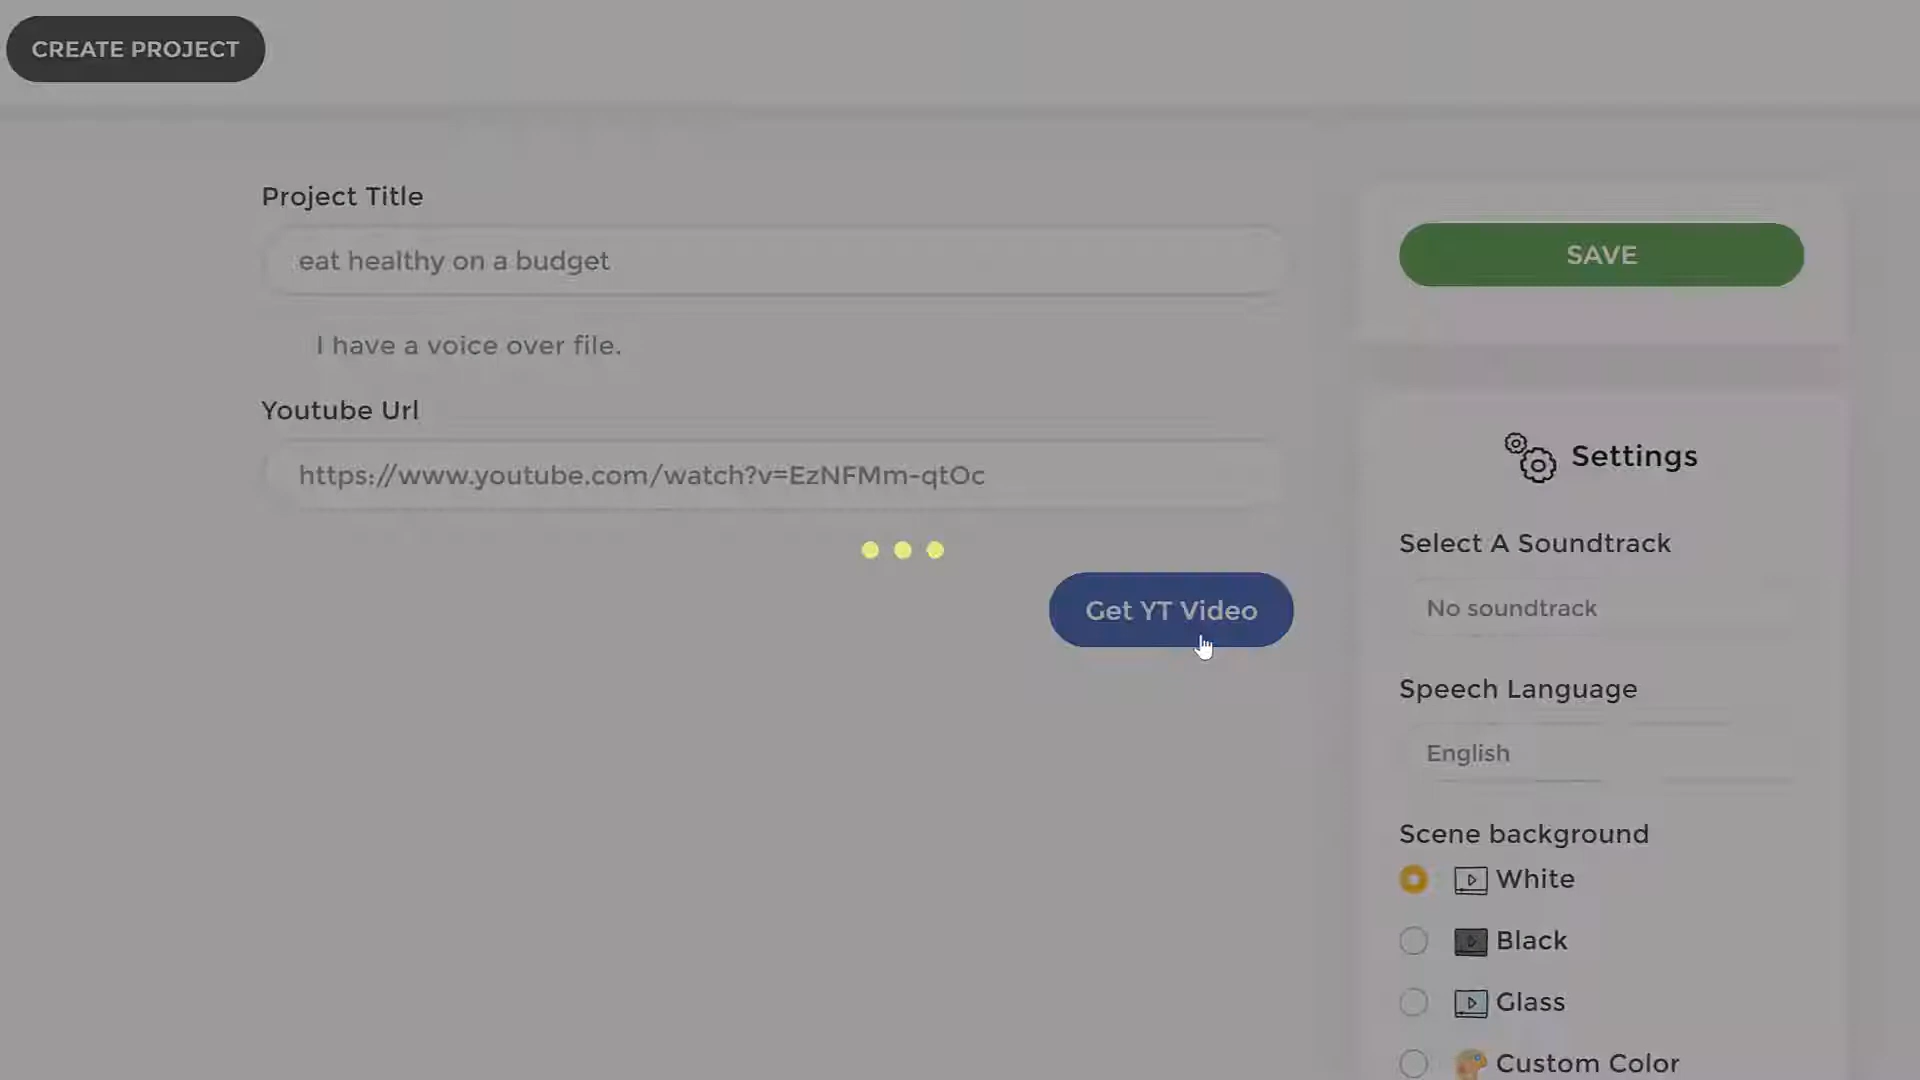 CREATE PROJECT
Project Title
eat healthy on a budget
I have a voice over file.
Youtube Url
https://www.youtube.com/watch?v=EzNFMm-qtOc
Get YT Video
SAVE
Settings
Select A Soundtrack
No soundtrack
Speech Language
English
Scene background
White
Black
Glass
Custom Color